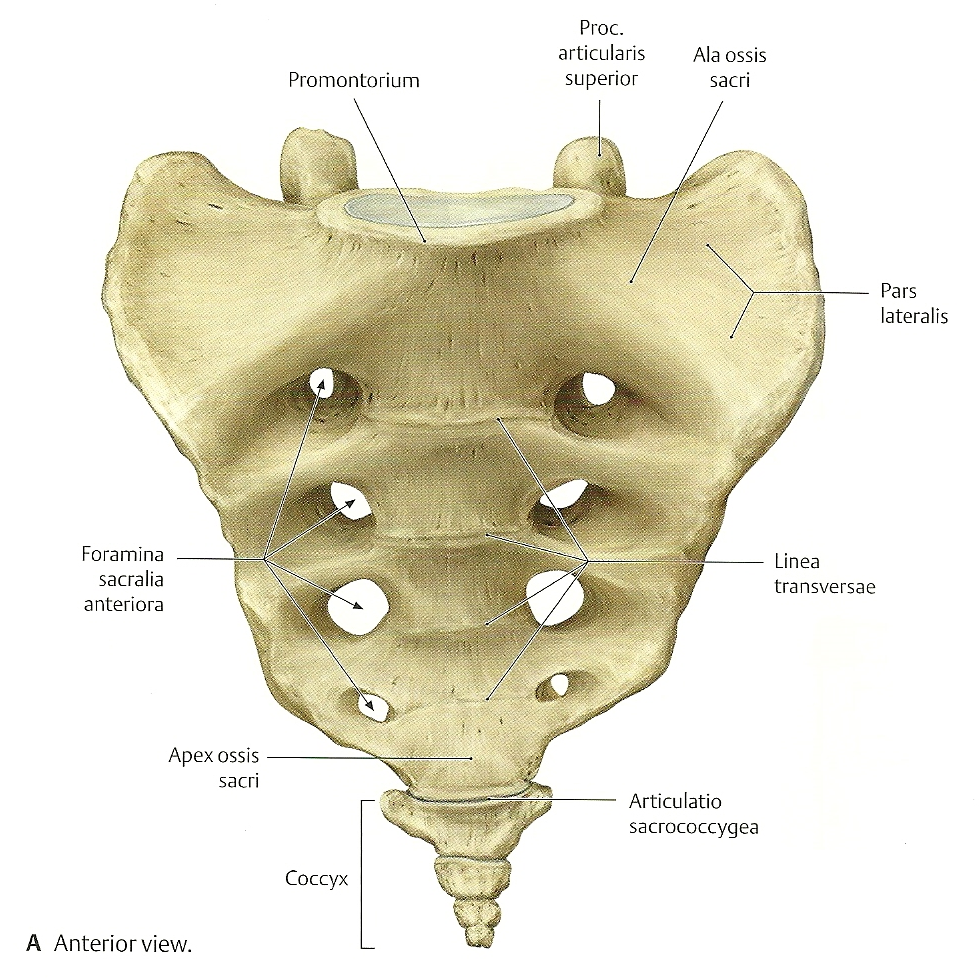 Proc.
articularis
superior
Ala ossis
sacri
Promontorium
Pars
lateralis
Foramina
sacralia
anteriora
Linea
transversae
Apex ossis
sacri
Articulatio
sacrococcygea
Coccyx
A Anterior view.